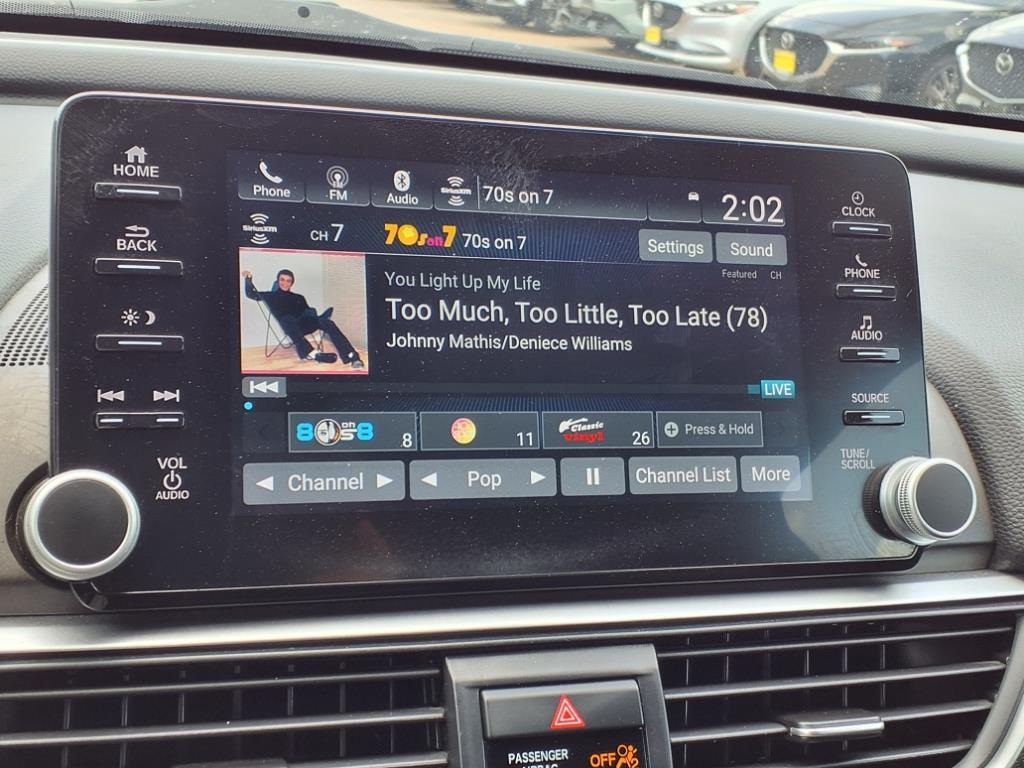 HOME
BACK
VOL
AUDIO
Phone
FM
Audio
SiriusXM
70s on 7
2:02
SiriusXM
CH 7
70s on 7
70s on 7
Settings
Sound
Featured CH
You Light Up My Life
Too Much, Too Little, Too Late (78)
Johnny Mathis/Deniece Williams
LIVE
80s on 8
8
11
Classic vinyl
26
Press & Hold
Channel
Pop
Channel List
More
CLOCK
PHONE
AUDIO
SOURCE
TUNE/
SCROLL
PASSENGER
AIRBAG
OFF